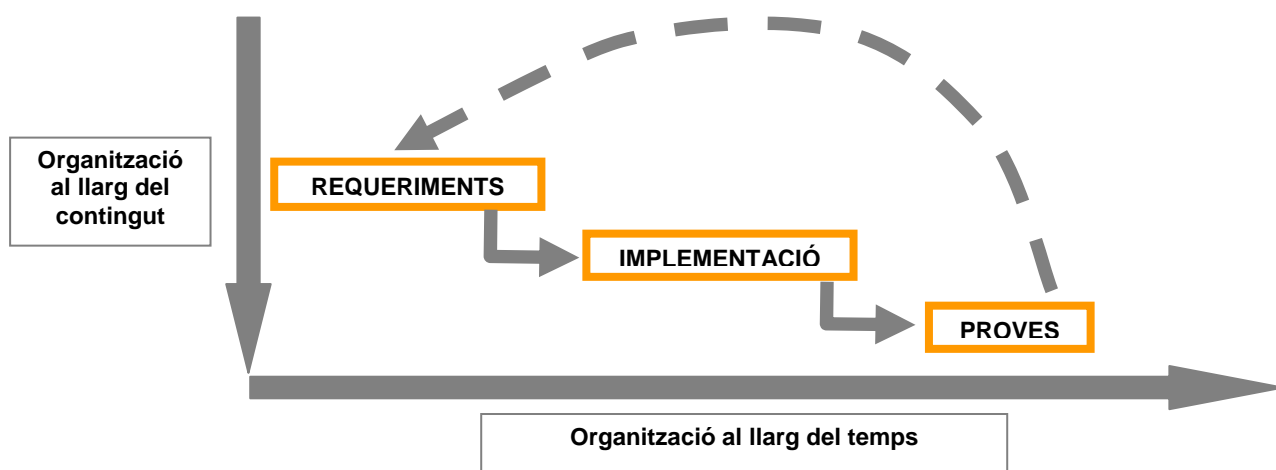 Organització
al llarg del
contingut
REQUERIMENTS
IMPLEMENTACIÓ
PROVES
Organització al llarg del temps